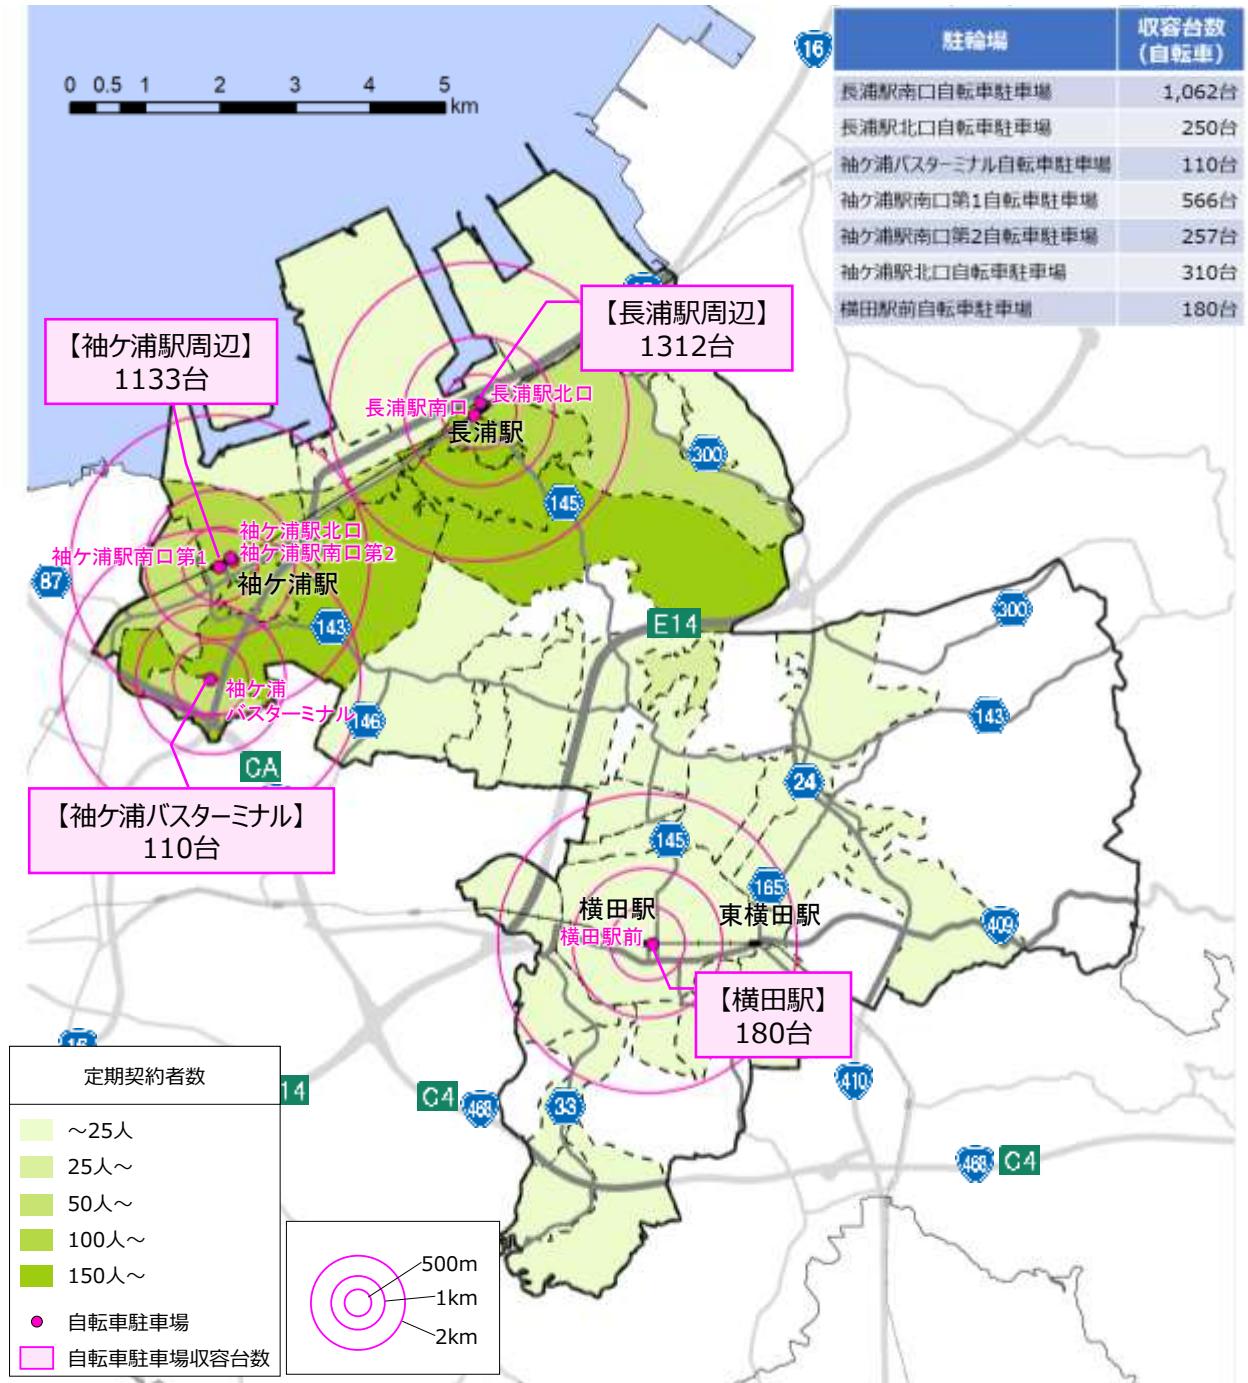 0 0.5 1 2 3 4 5
km
16
駐輪場
収容台数
(自転車)
長浦駅南口自転車駐車場 1,062台
長浦駅北口自転車駐車場 250台
袖ケ浦バスターミナル自転車駐車場 110台
袖ケ浦駅南口第1自転車駐車場 566台
袖ケ浦駅南口第2自転車駐車場 257台
袖ケ浦駅北口自転車駐車場 310台
横田駅前自転車駐車場 180台
【長浦駅周辺】
1312台
【袖ケ浦駅周辺】
1133台
長浦駅北口
長浦駅南口
長浦駅
300
145
袖ケ浦駅北口
袖ケ浦駅南口第1
袖ケ浦駅南口第2
袖ケ浦駅
87
143
E14
300
袖ケ浦
バスターミナル
146
143
CA
24
【袖ケ浦バスターミナル】
110台
145
165
横田駅
東横田駅
409
横田駅前
【横田駅】
180台
14
C4
468
33
410
468
C4
定期契約者数
～25人
25人～
50人～
100人～
150人～
自転車駐車場
自転車駐車場収容台数
500m
1km
2km